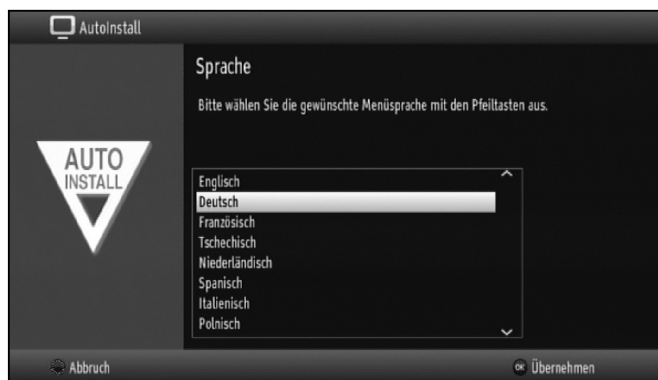 AutoInstall
Sprache
Bitte wählen Sie die gewünschte Menüsprache mit den Pfeiltasten aus.
AUTO
INSTALL
Englisch
Deutsch
Französisch
Tschechisch
Niederländisch
Spanisch
Italienisch
Polnisch
Abbruch
OK Übernehmen